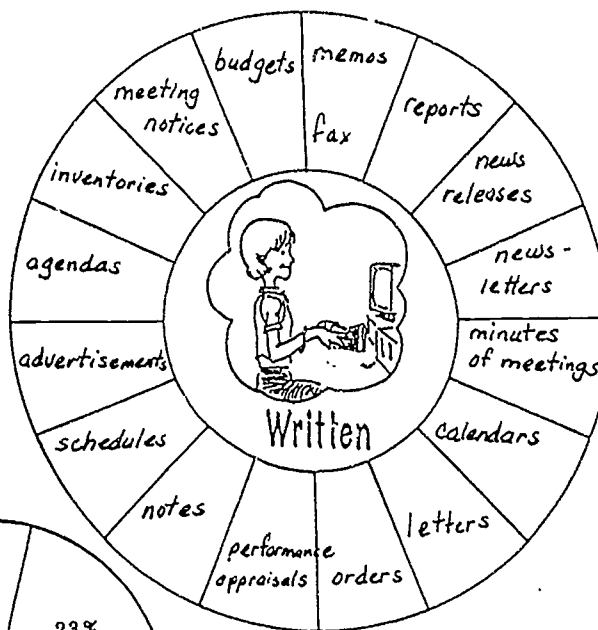 budgets
memos
fax
reports
news
releases
news-
letters
minutes
of meetings
calendars
letters
orders
performance
appraisals
notes
schedules
advertisements
agendas
inventories
meeting
notices
Written
23%